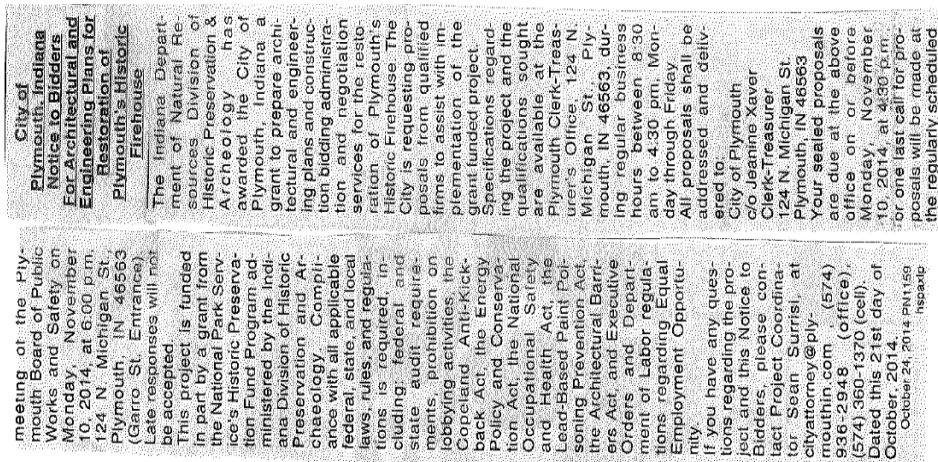 City of
Plymouth, Indiana
Notice to Bidders
For Architectural and
Engineering Plans for
Restoration of
Plymouth's Historic
Firehouse
The Indiana Depart-
ment of Natural Re-
sources Division of
Historic Preservation &
Archeology has
awarded the City of
Plymouth, Indiana a
grant to prepare archi-
tectural and engineer-
ing plans and construc-
tion bidding administra-
tion and negotiation
services for the resto-
ration of Plymouth's
Historic Firehouse The
City is requesting pro-
posals from qualified
firms to assist with im-
plementation of the
grant funded project.
Specifications regard-
ing the project and the
qualifications sought
are available at the
Plymouth Clerk-Treas-
urer's Office, 124 N.
Michigan St. Ply-
mouth, IN 46563, dur-
ing regular business
hours between 8:30
am to 4:30 pm. Mon-
day through Friday
All proposals shall be
addressed and deliv-
ered to:
City of Plymouth
c/o Jeanine Xaver
Clerk-Treasurer
124 N. Michigan St.
Plymouth, IN 46563
Your sealed proposals
are due at the above
office on or before
Monday, November
10, 2014, at 4:30 p.m.
or one last call for pro-
posals will be made at
the regularly scheduled
meeting of the Ply-
mouth Board of Public
Works and Safety on
Monday, November
10, 2014, at 6:00 p.m.
124 N Michigan St,
Plymouth, IN 46563
(Garro St. Entrance).
Late responses will not
be accepted
This project is funded
in part by a grant from
the National Park Serv-
ice's Historic Preserva-
tion Fund Program ad-
ministered by the Indi-
ana Division of Historic
Preservation and Ar-
chaeology. Compli-
ance with all applicable
federal, state, and local
laws, rules, and regula-
tions is required, in-
cluding federal and
state audit require-
ments, prohibition on
lobbying activities, the
Copeland Anti-Kick-
back Act, the Energy
Policy and Conserva-
tion Act, the National
Occupational Safety
and Health Act, the
Lead-Based Paint Poi-
soning Prevention Act,
the Architectural Barri-
ers Act, and Executive
Orders and Depart-
ment of Labor regula-
tions regarding Equal
Employment Opportu-
nity
If you have any ques-
tions regarding the pro-
ject and this Notice to
Bidders, please con-
tact Project Coordina-
tor Sean Surrisi, at
cityattorney@ply-
mouthin.com , (574)
936-2948 (office),
(574) 360-1370 (cell).
Dated this 21st day of
October, 2014.
October 24, 2014 PN1159
hspaxlp